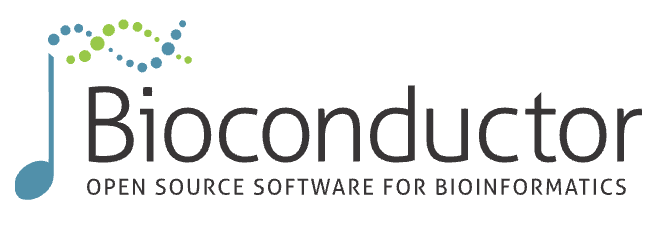 Bioconductor
OPEN SOURCE SOFTWARE FOR BIOINFORMATICS